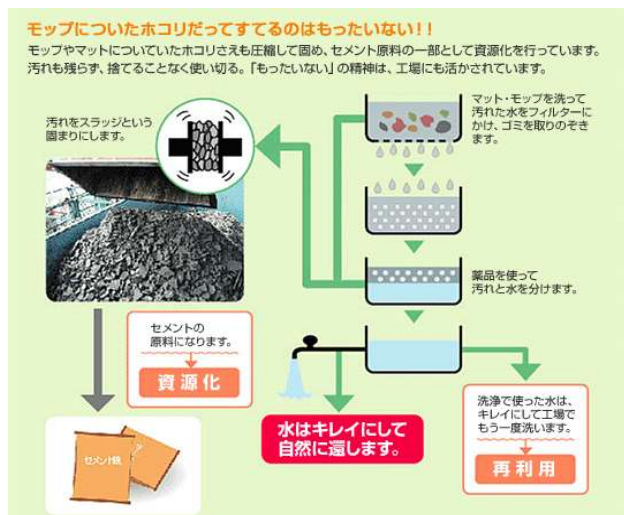 モップについたホコリだってすてるのはもったいない!!
モップやマットについていたホコリさえも圧縮して固め、セメント原料の一部として資源化を行っています。
汚れも残らず、捨てることなく使い切る。「もったいない」の精神は、工場にも活かされています。
汚れをスラッジという
固まりにします。
マット・モップを洗って
汚れた水をフィルターに
かけ、ゴミを取りのぞき
ます。
薬品を使って
汚れと水を分けます。
セメントの
原料になります。
資源化
水はキレイにして
自然に還します。
洗浄で使った水は、
キレイにして工場で
もう一度洗います。
再利用